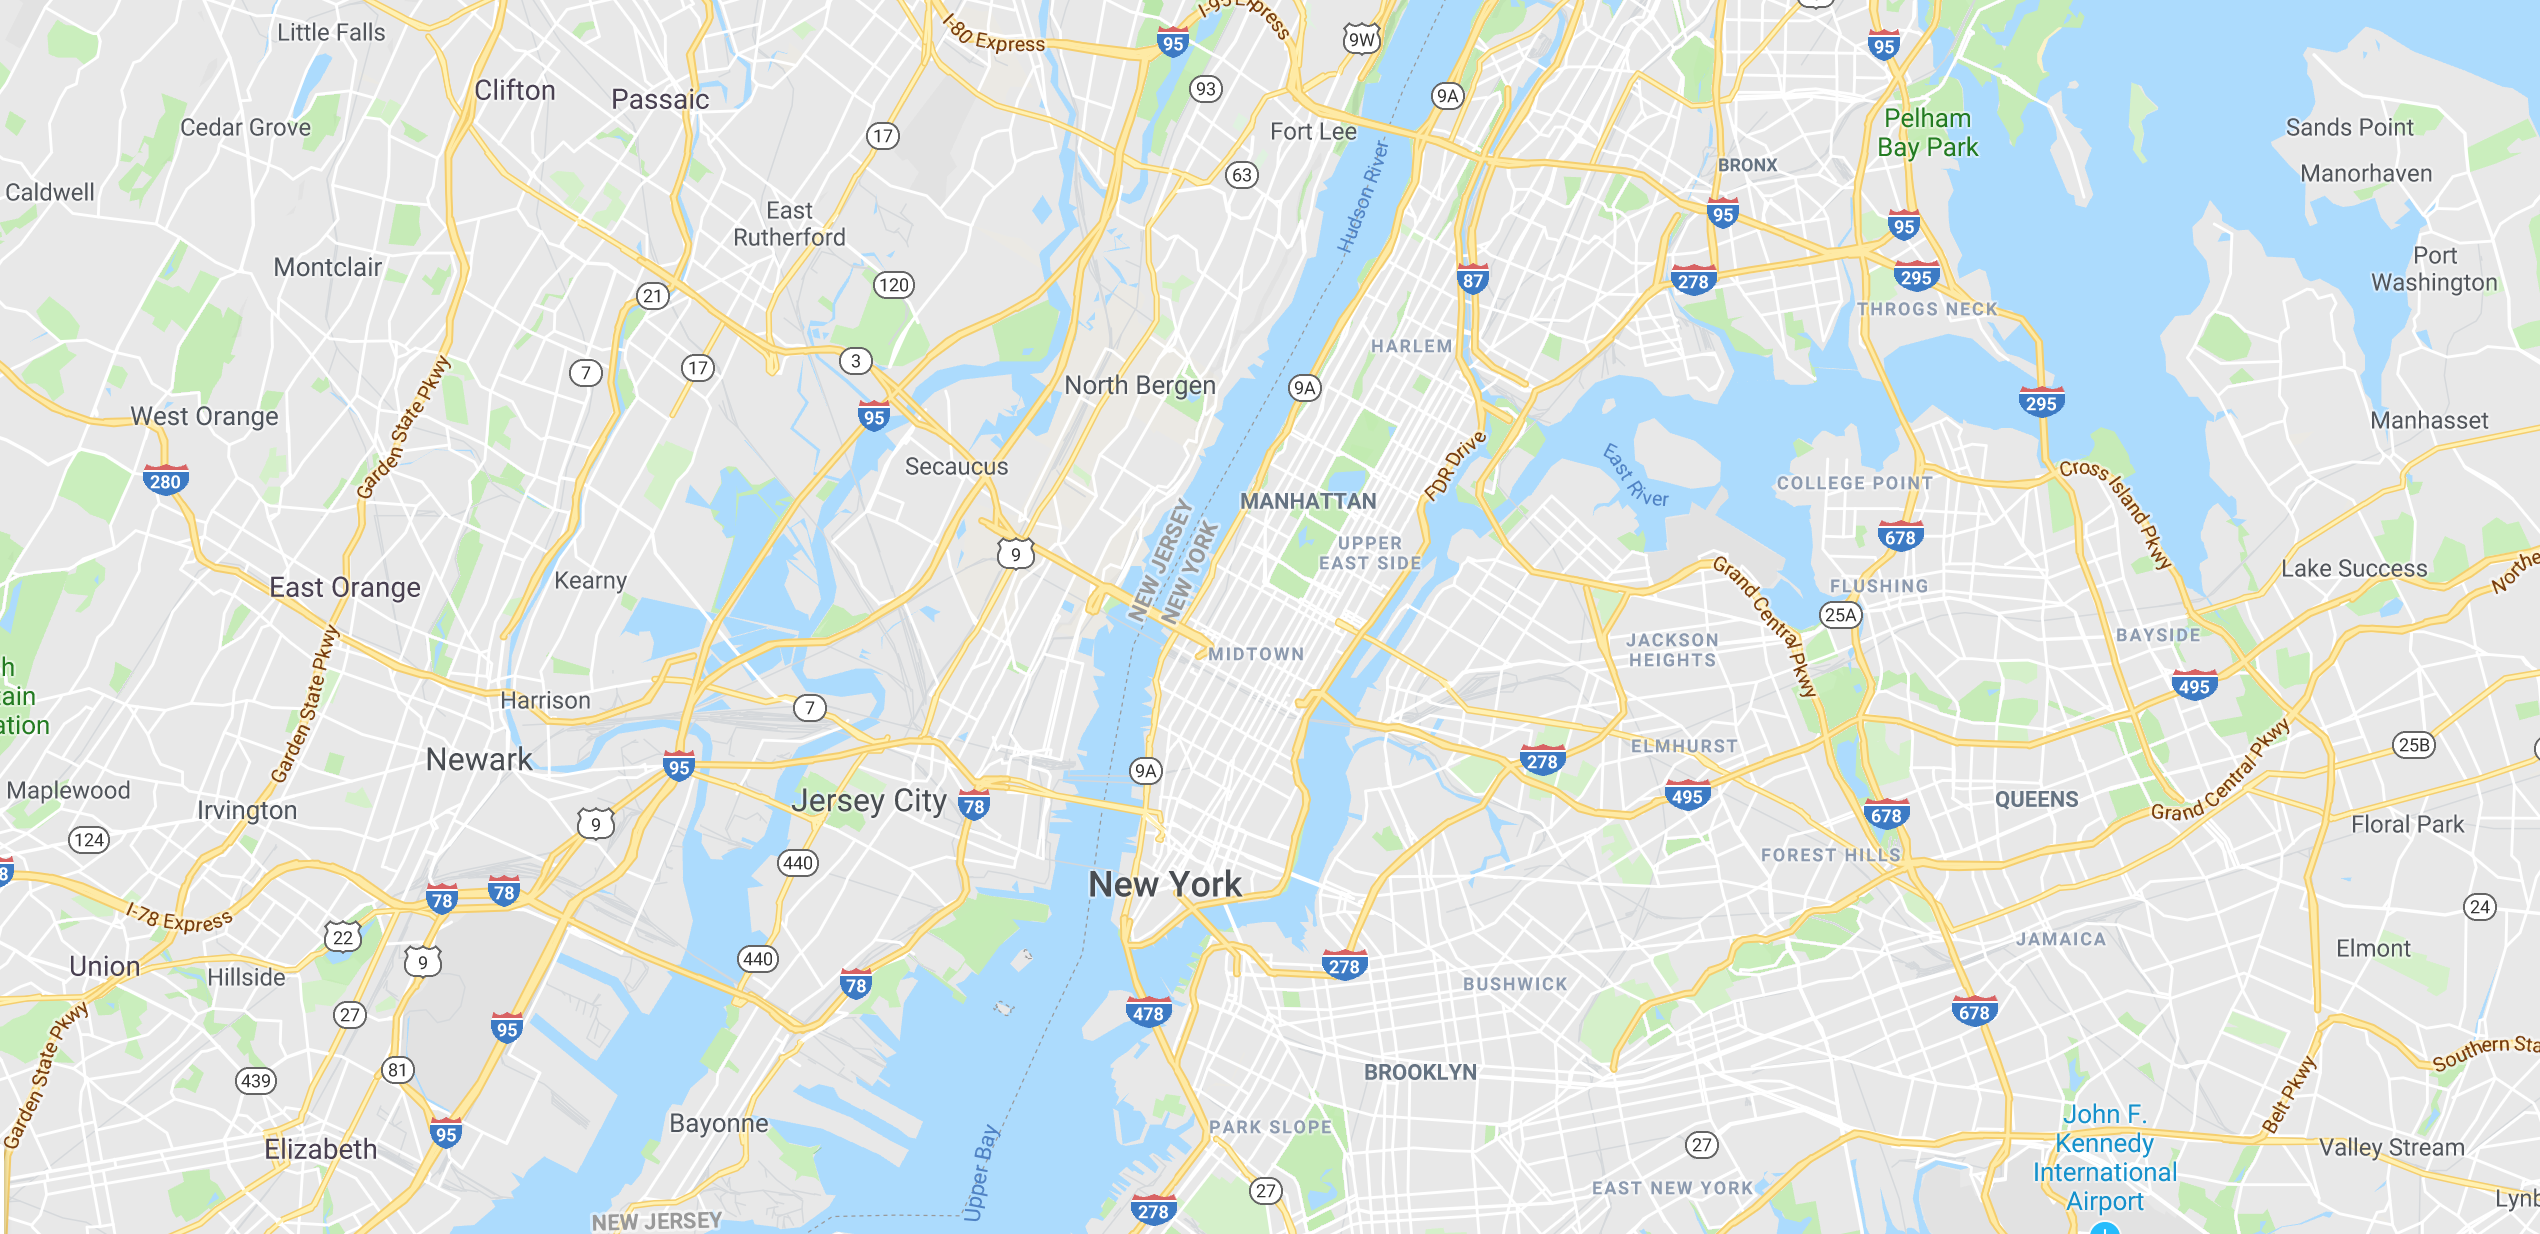 Little Falls
I-80 Express
95
I-95 Express
9W
95
Clifton
Passaic
93
9A
Cedar Grove
17
Fort Lee
Pelham
Bay Park
Sands Point
Manorhaven
Caldwell
63
Hudson River
BRONX
East
Rutherford
95
95
Montclair
120
87
278
295
Port
Washington
21
THROGS NECK
HARLEM
7
17
3
North Bergen
9A
295
West Orange
Garden State Pkwy
95
Manhasset
280
Secaucus
FDR Drive
East River
COLLEGE POINT
Cross Island Pkwy
MANHATTAN
NEW JERSEY
NEW YORK
UPPER
EAST SIDE
678
9
East Orange
Kearny
Grand Central Pkwy
FLUSHING
Lake Success
Northe
25A
h
tain
ation
Garden State Pkwy
MIDTOWN
JACKSON
HEIGHTS
BAYSIDE
495
Harrison
7
Newark
95
9A
278
ELMHURST
25B
Maplewood
Irvington
Jersey City
78
495
QUEENS
Grand Central Pkwy
124
9
678
Floral Park
440
FOREST HILLS
8
78
78
New York
I-78 Express
22
24
Union
Hillside
9
440
78
278
JAMAICA
Elmont
BUSHWICK
Garden State Pkwy
27
95
478
678
439
81
BROOKLYN
Southern Sta
Belt Pkwy
95
Elizabeth
Bayonne
Upper Bay
PARK SLOPE
27
John F.
Kennedy
International
Airport
Valley Stream
NEW JERSEY
278
27
EAST NEW YORK
Lynb